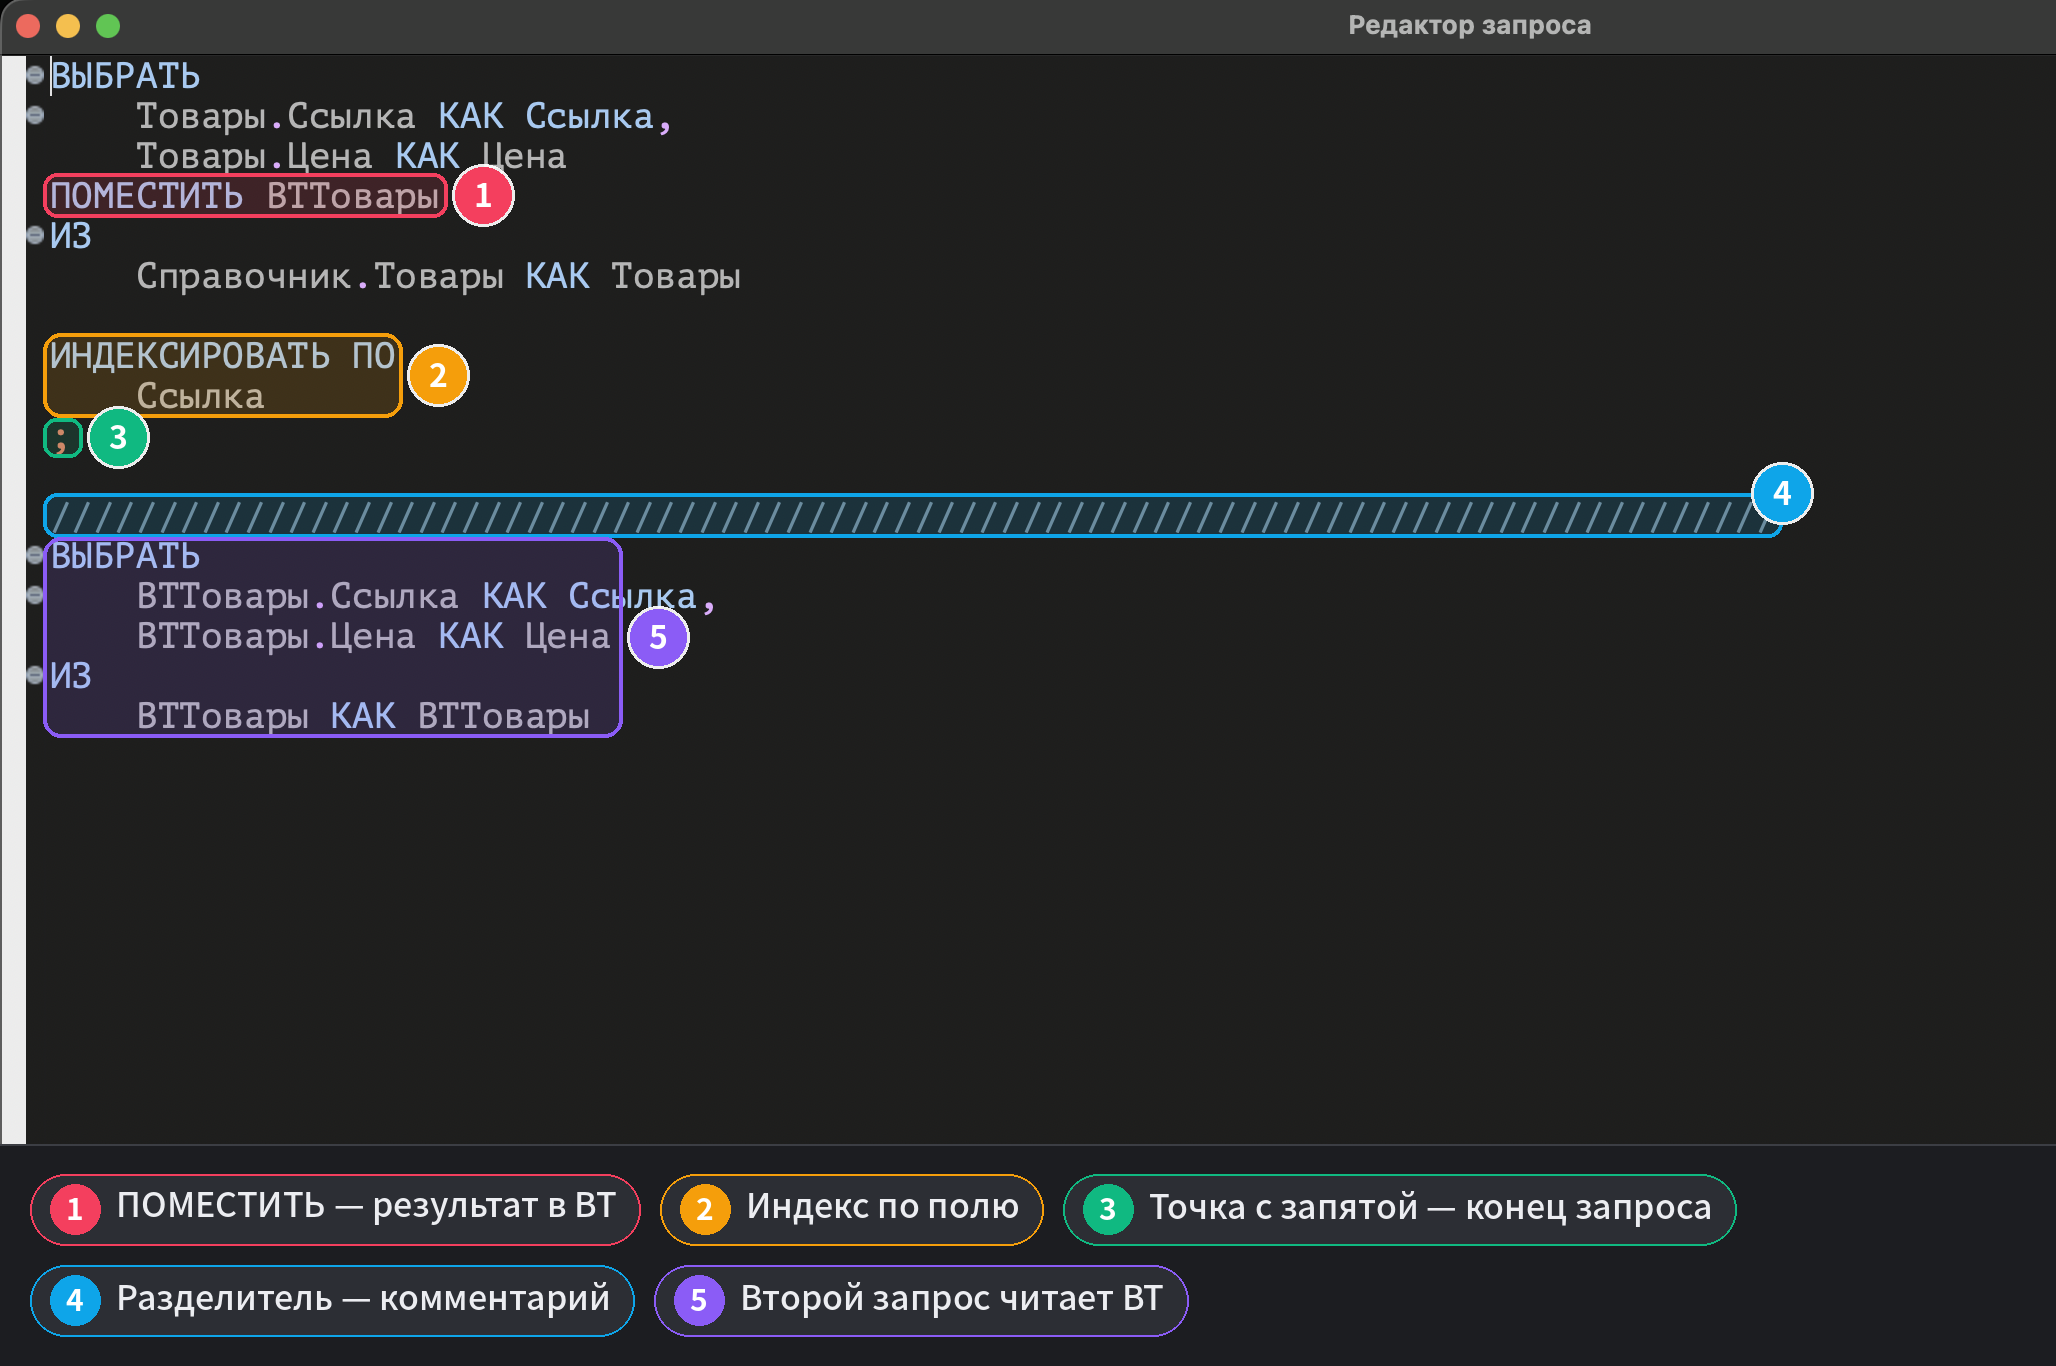 Редактор запроса
ВЫБРАТЬ
Товары.Ссылка КАК Ссылка,
Товары.Цена КАК Цена
ПОМЕСТИТЬ ВТТовары 1
ИЗ
Справочник.Товары КАК Товары
ИНДЕКСИРОВАТЬ ПО 2
Ссылка
; 3
//////////////////////////////////////////////////////////////////////////////// 4
ВЫБРАТЬ
ВТТовары.Ссылка КАК Ссылка,
ВТТовары.Цена КАК Цена 5
ИЗ
ВТТовары КАК ВТТовары
1 ПОМЕСТИТЬ — результат в ВТ 2 Индекс по полю 3 Точка с запятой — конец запроса
4 Разделитель — комментарий 5 Второй запрос читает ВТ